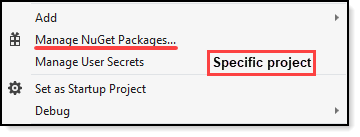 Add
Manage NuGet Packages...
Manage User Secrets
Specific project
Set as Startup Project
Debug